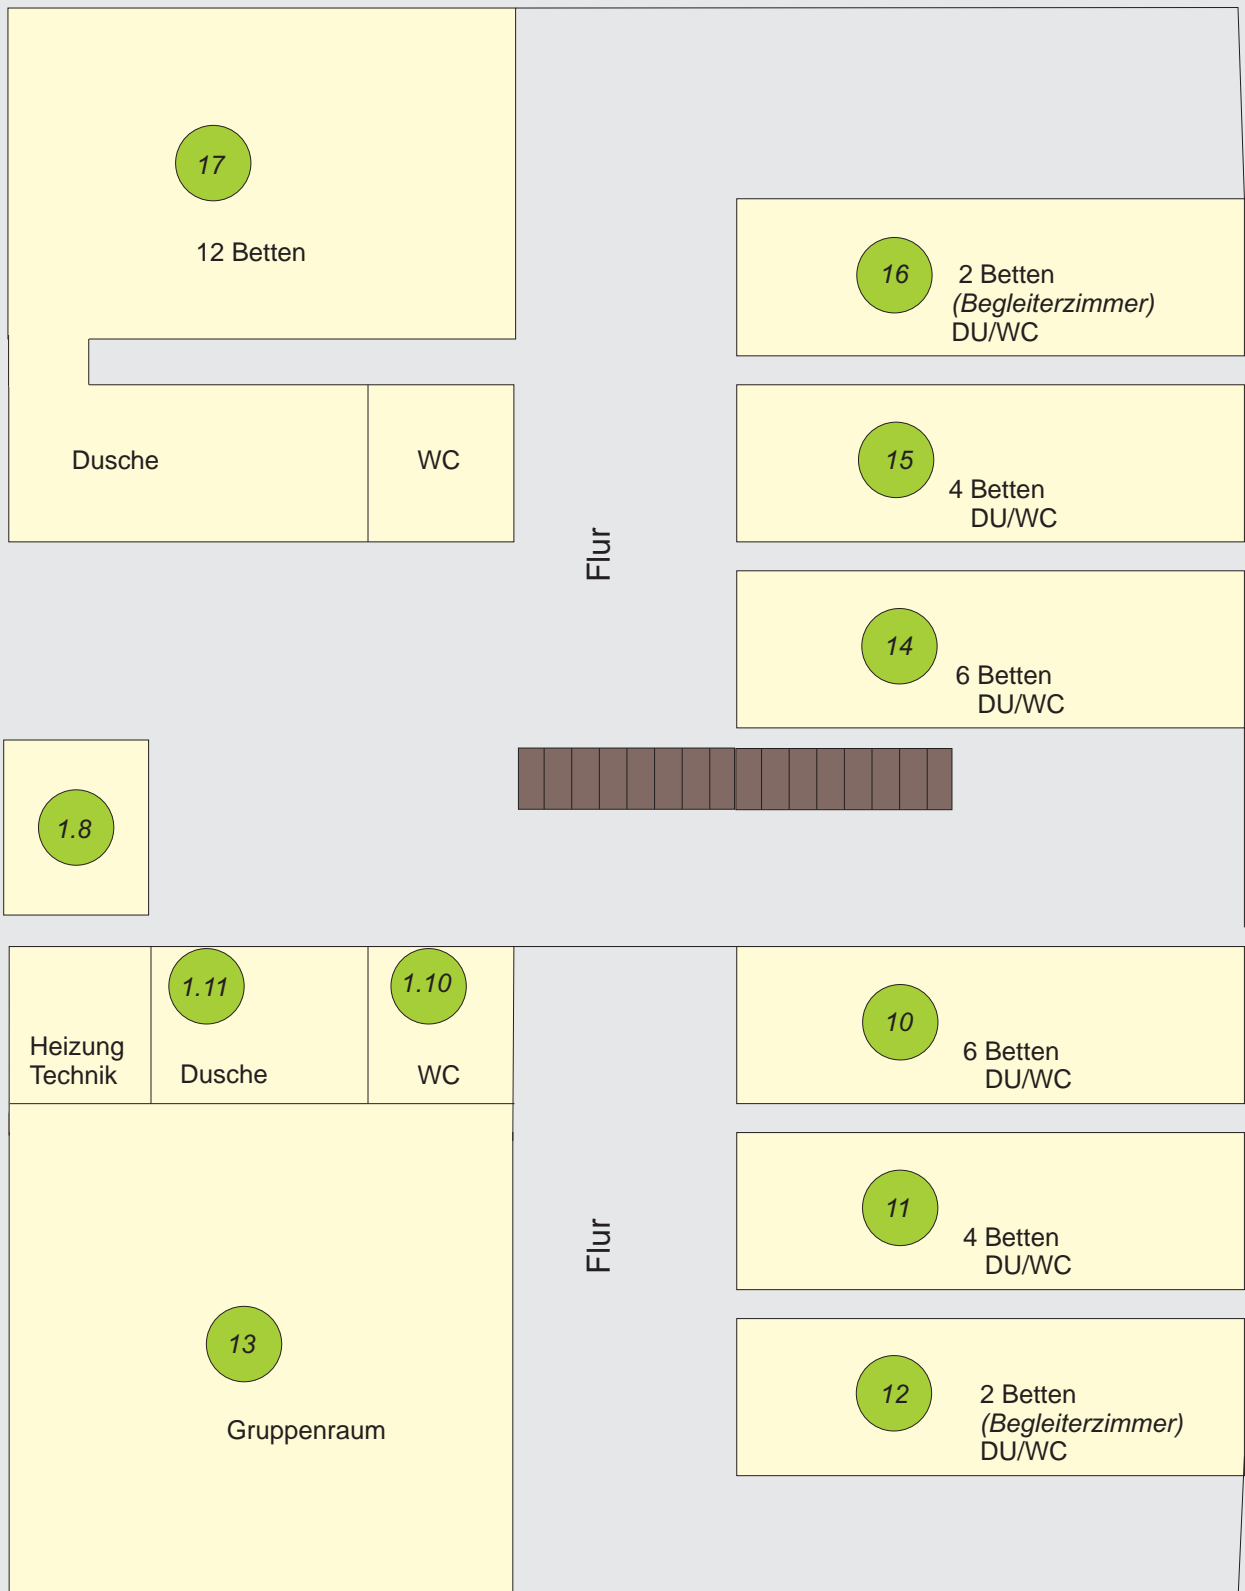 17
12 Betten
16
2 Betten
(Begleiterzimmer)
DU/WC
Dusche
WC
15
4 Betten
DU/WC
Flur
14
6 Betten
DU/WC
1.8
Heizung
Technik
1.11
Dusche
1.10
WC
10
6 Betten
DU/WC
11
4 Betten
DU/WC
Flur
13
Gruppenraum
12
2 Betten
(Begleiterzimmer)
DU/WC